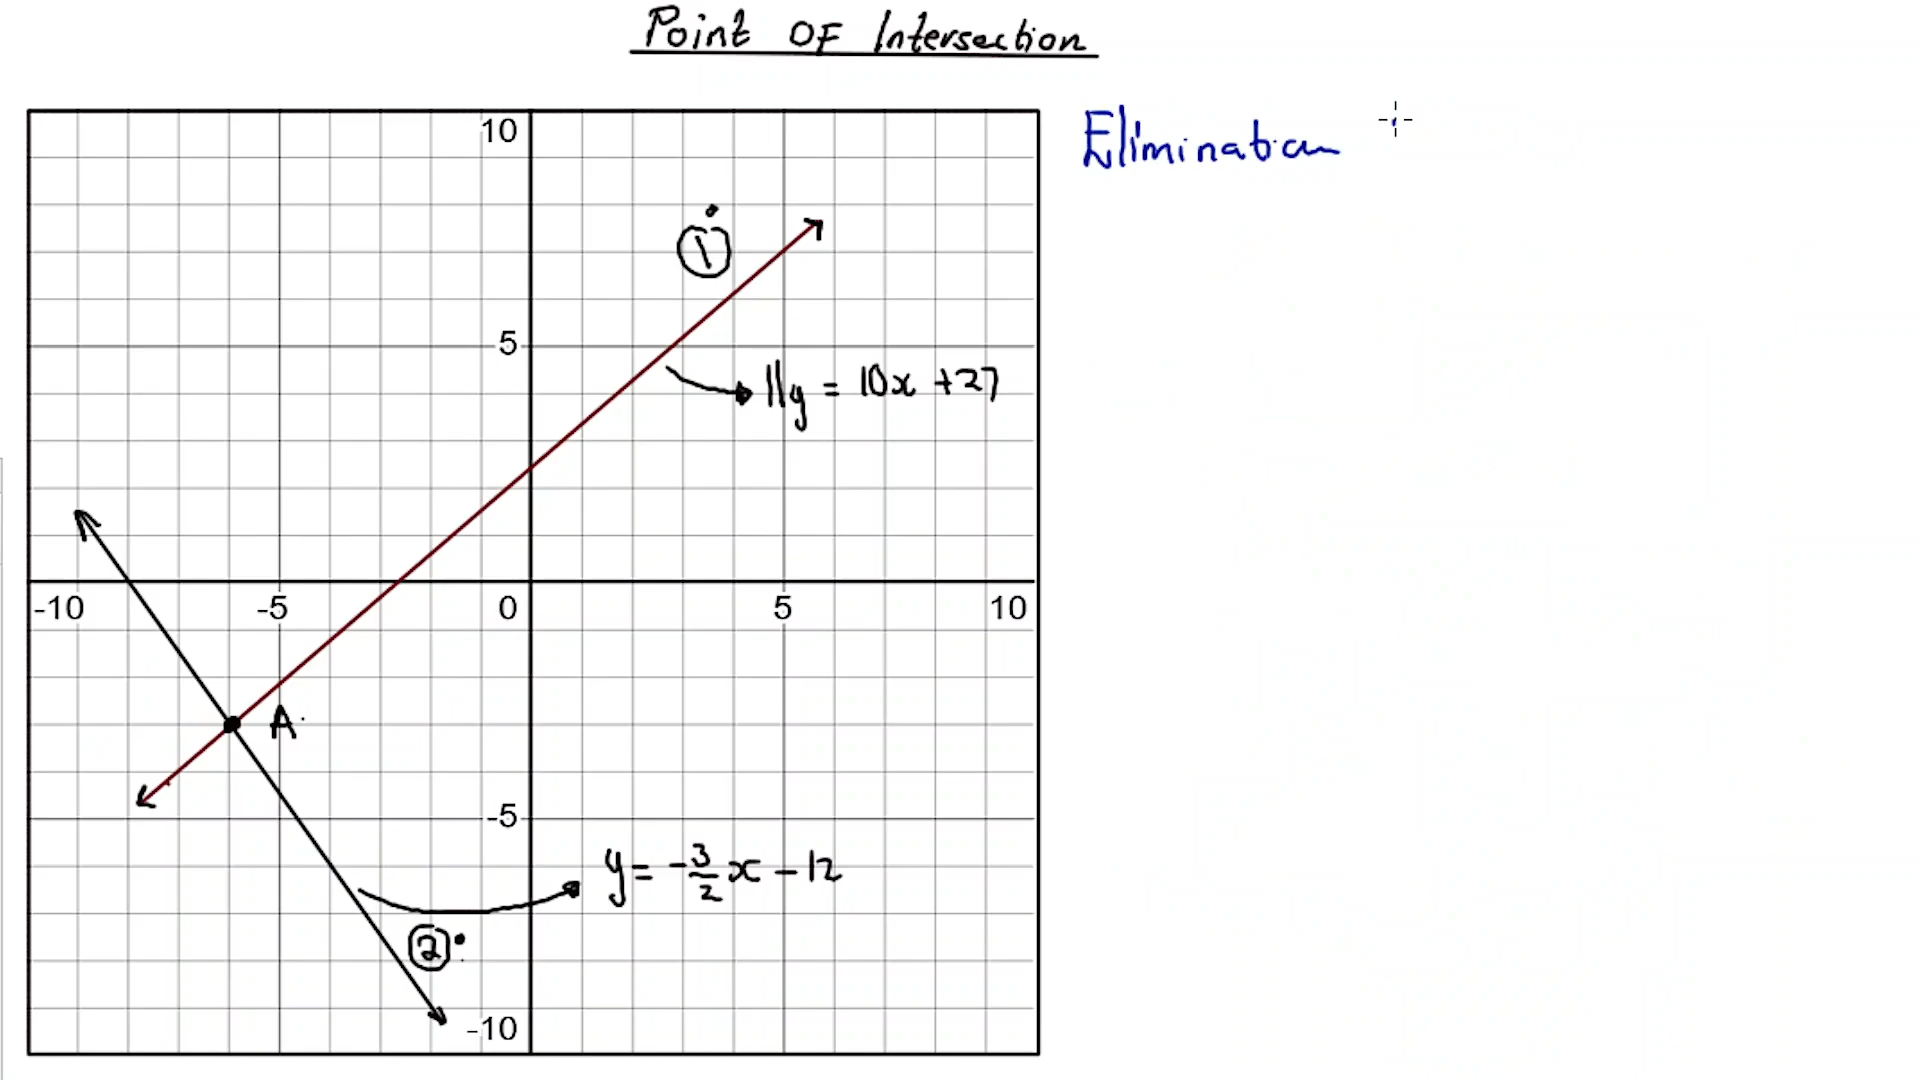 Point OF Intersection
Elimination
10
1
5
11y = 10x + 27
-10 -5 0 5 10
A
-5
y = -3/2 x - 12
2
-10